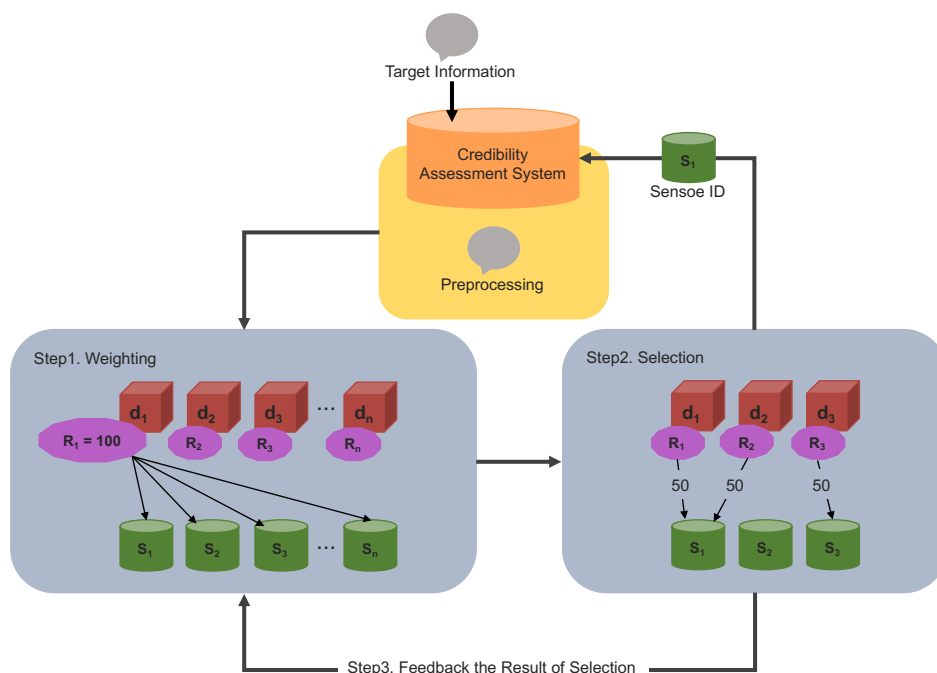 Target Information
Credibility
Assessment System
S1
Sensoe ID
Preprocessing
Step1. Weighting
d1 d2 d3 ... dn
R1 = 100 R2 R3 Rn
S1 S2 S3 ... Sn
Step2. Selection
d1 d2 d3
R1 R2 R3
50 50 50
S1 S2 S3
Step3. Feedback the Result of Selection